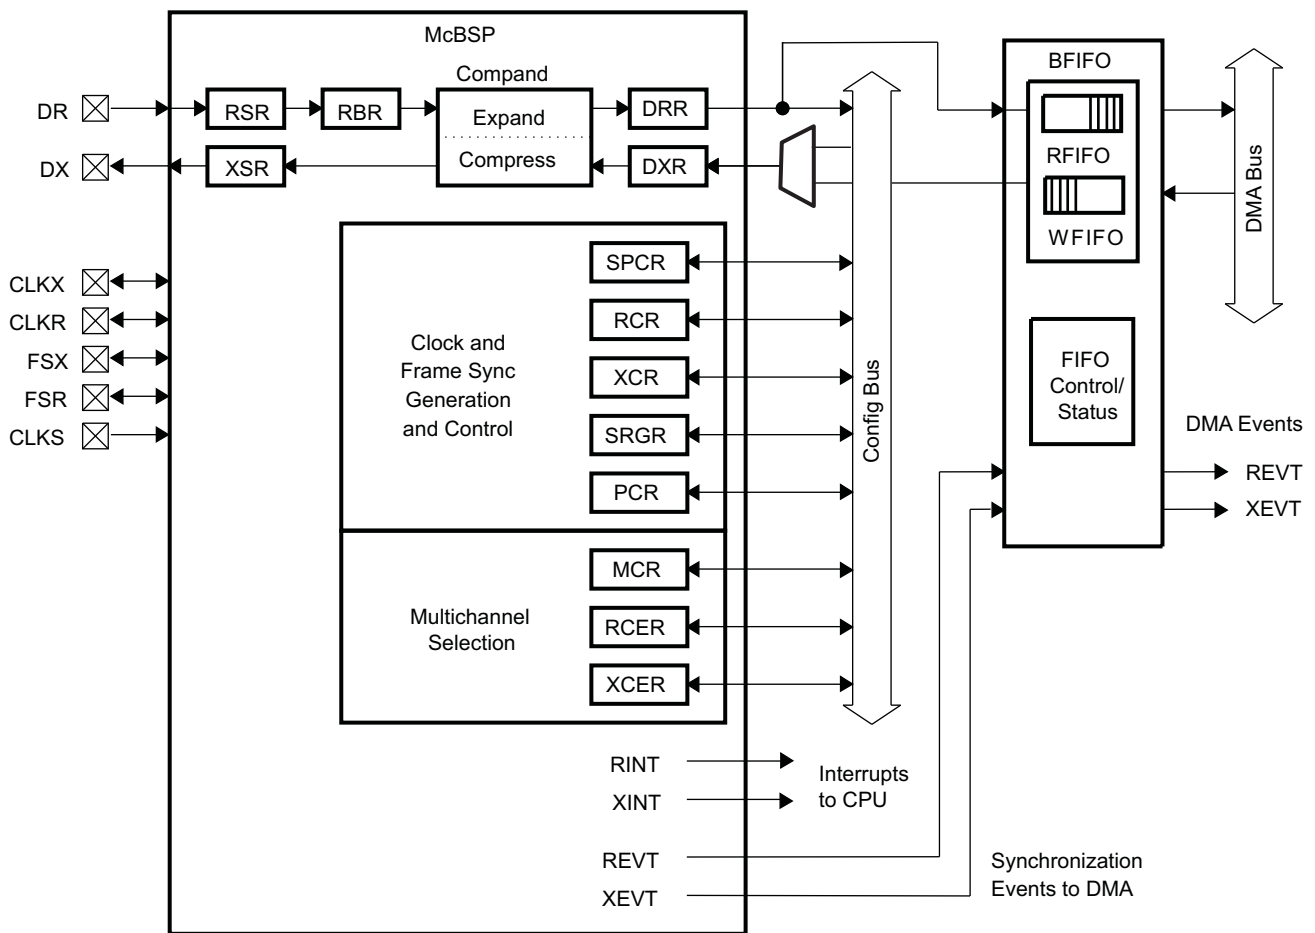 McBSP
Compand
BFIFO
DR
RSR
RBR
Expand
DRR
RFIFO
DX
XSR
Compress
DXR
WFIFO
DMA Bus
CLKX
CLKR
FSX
FSR
CLKS
Clock and
Frame Sync
Generation
and Control
SPCR
RCR
XCR
SRGR
PCR
Config Bus
FIFO
Control/
Status
DMA Events
REVT
XEVT
Multichannel
Selection
MCR
RCER
XCER
RINT
XINT
Interrupts
to CPU
REVT
XEVT
Synchronization
Events to DMA